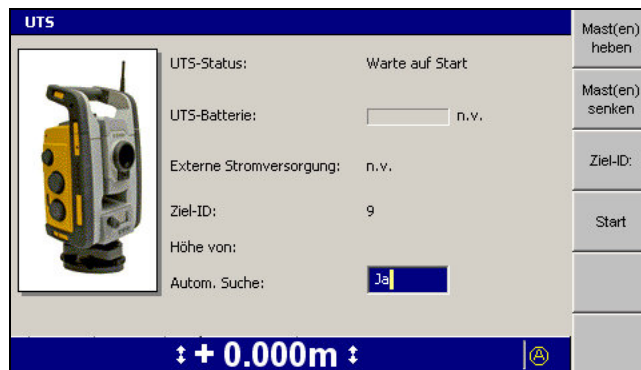 UTS
UTS-Status: Warte auf Start
UTS-Batterie: n.v.
Externe Stromversorgung: n.v.
Ziel-ID: 9
Höhe von:
Autom. Suche: Ja
+ 0.000m
A
Mast(en)
heben
Mast(en)
senken
Ziel-ID:
Start